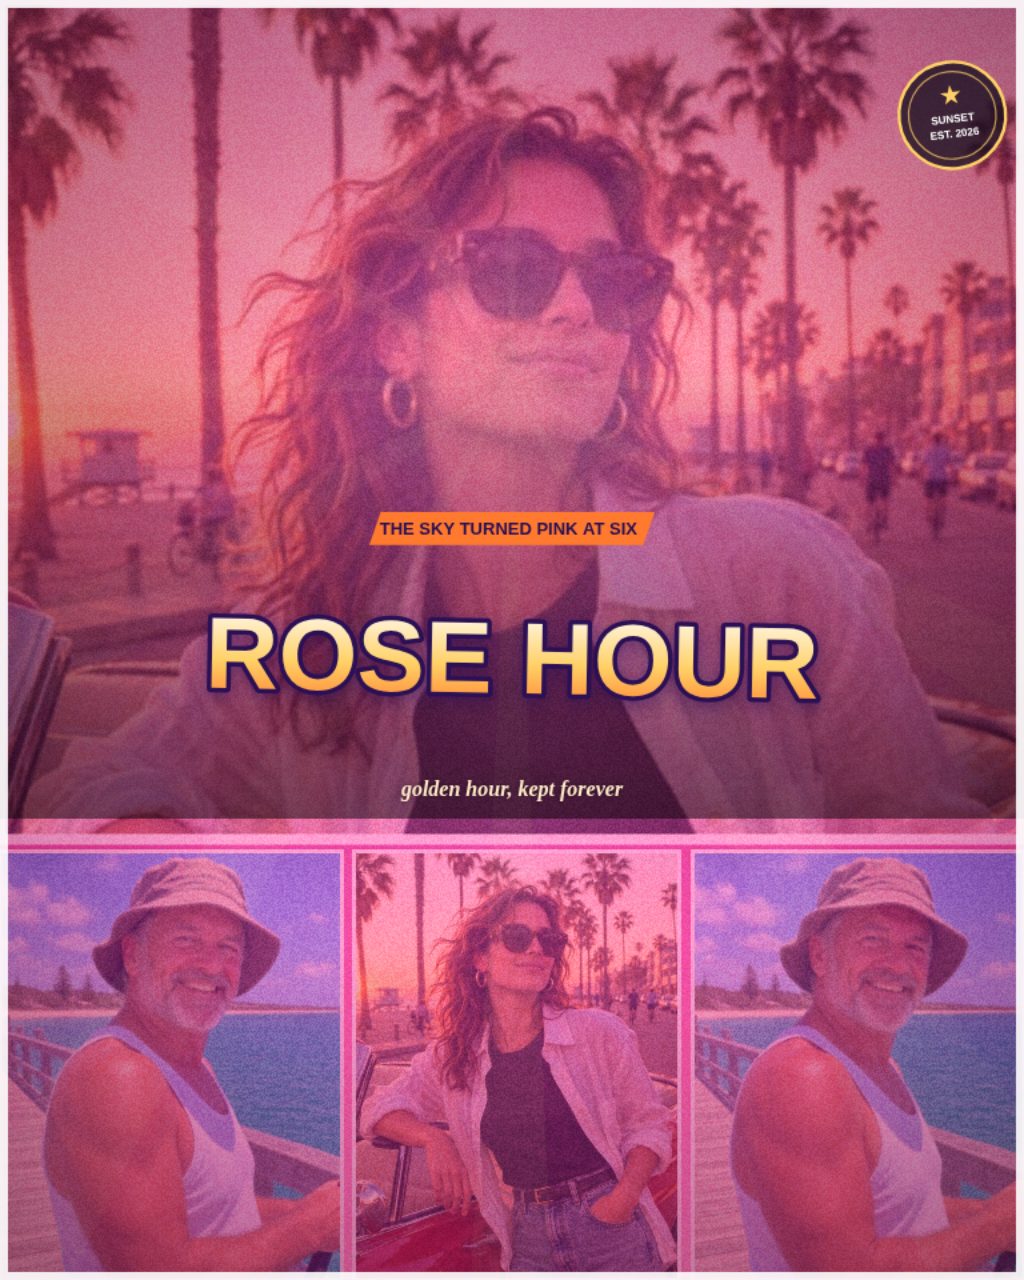 SUNSET
EST. 2026
THE SKY TURNED PINK AT SIX
ROSE HOUR
golden hour, kept forever